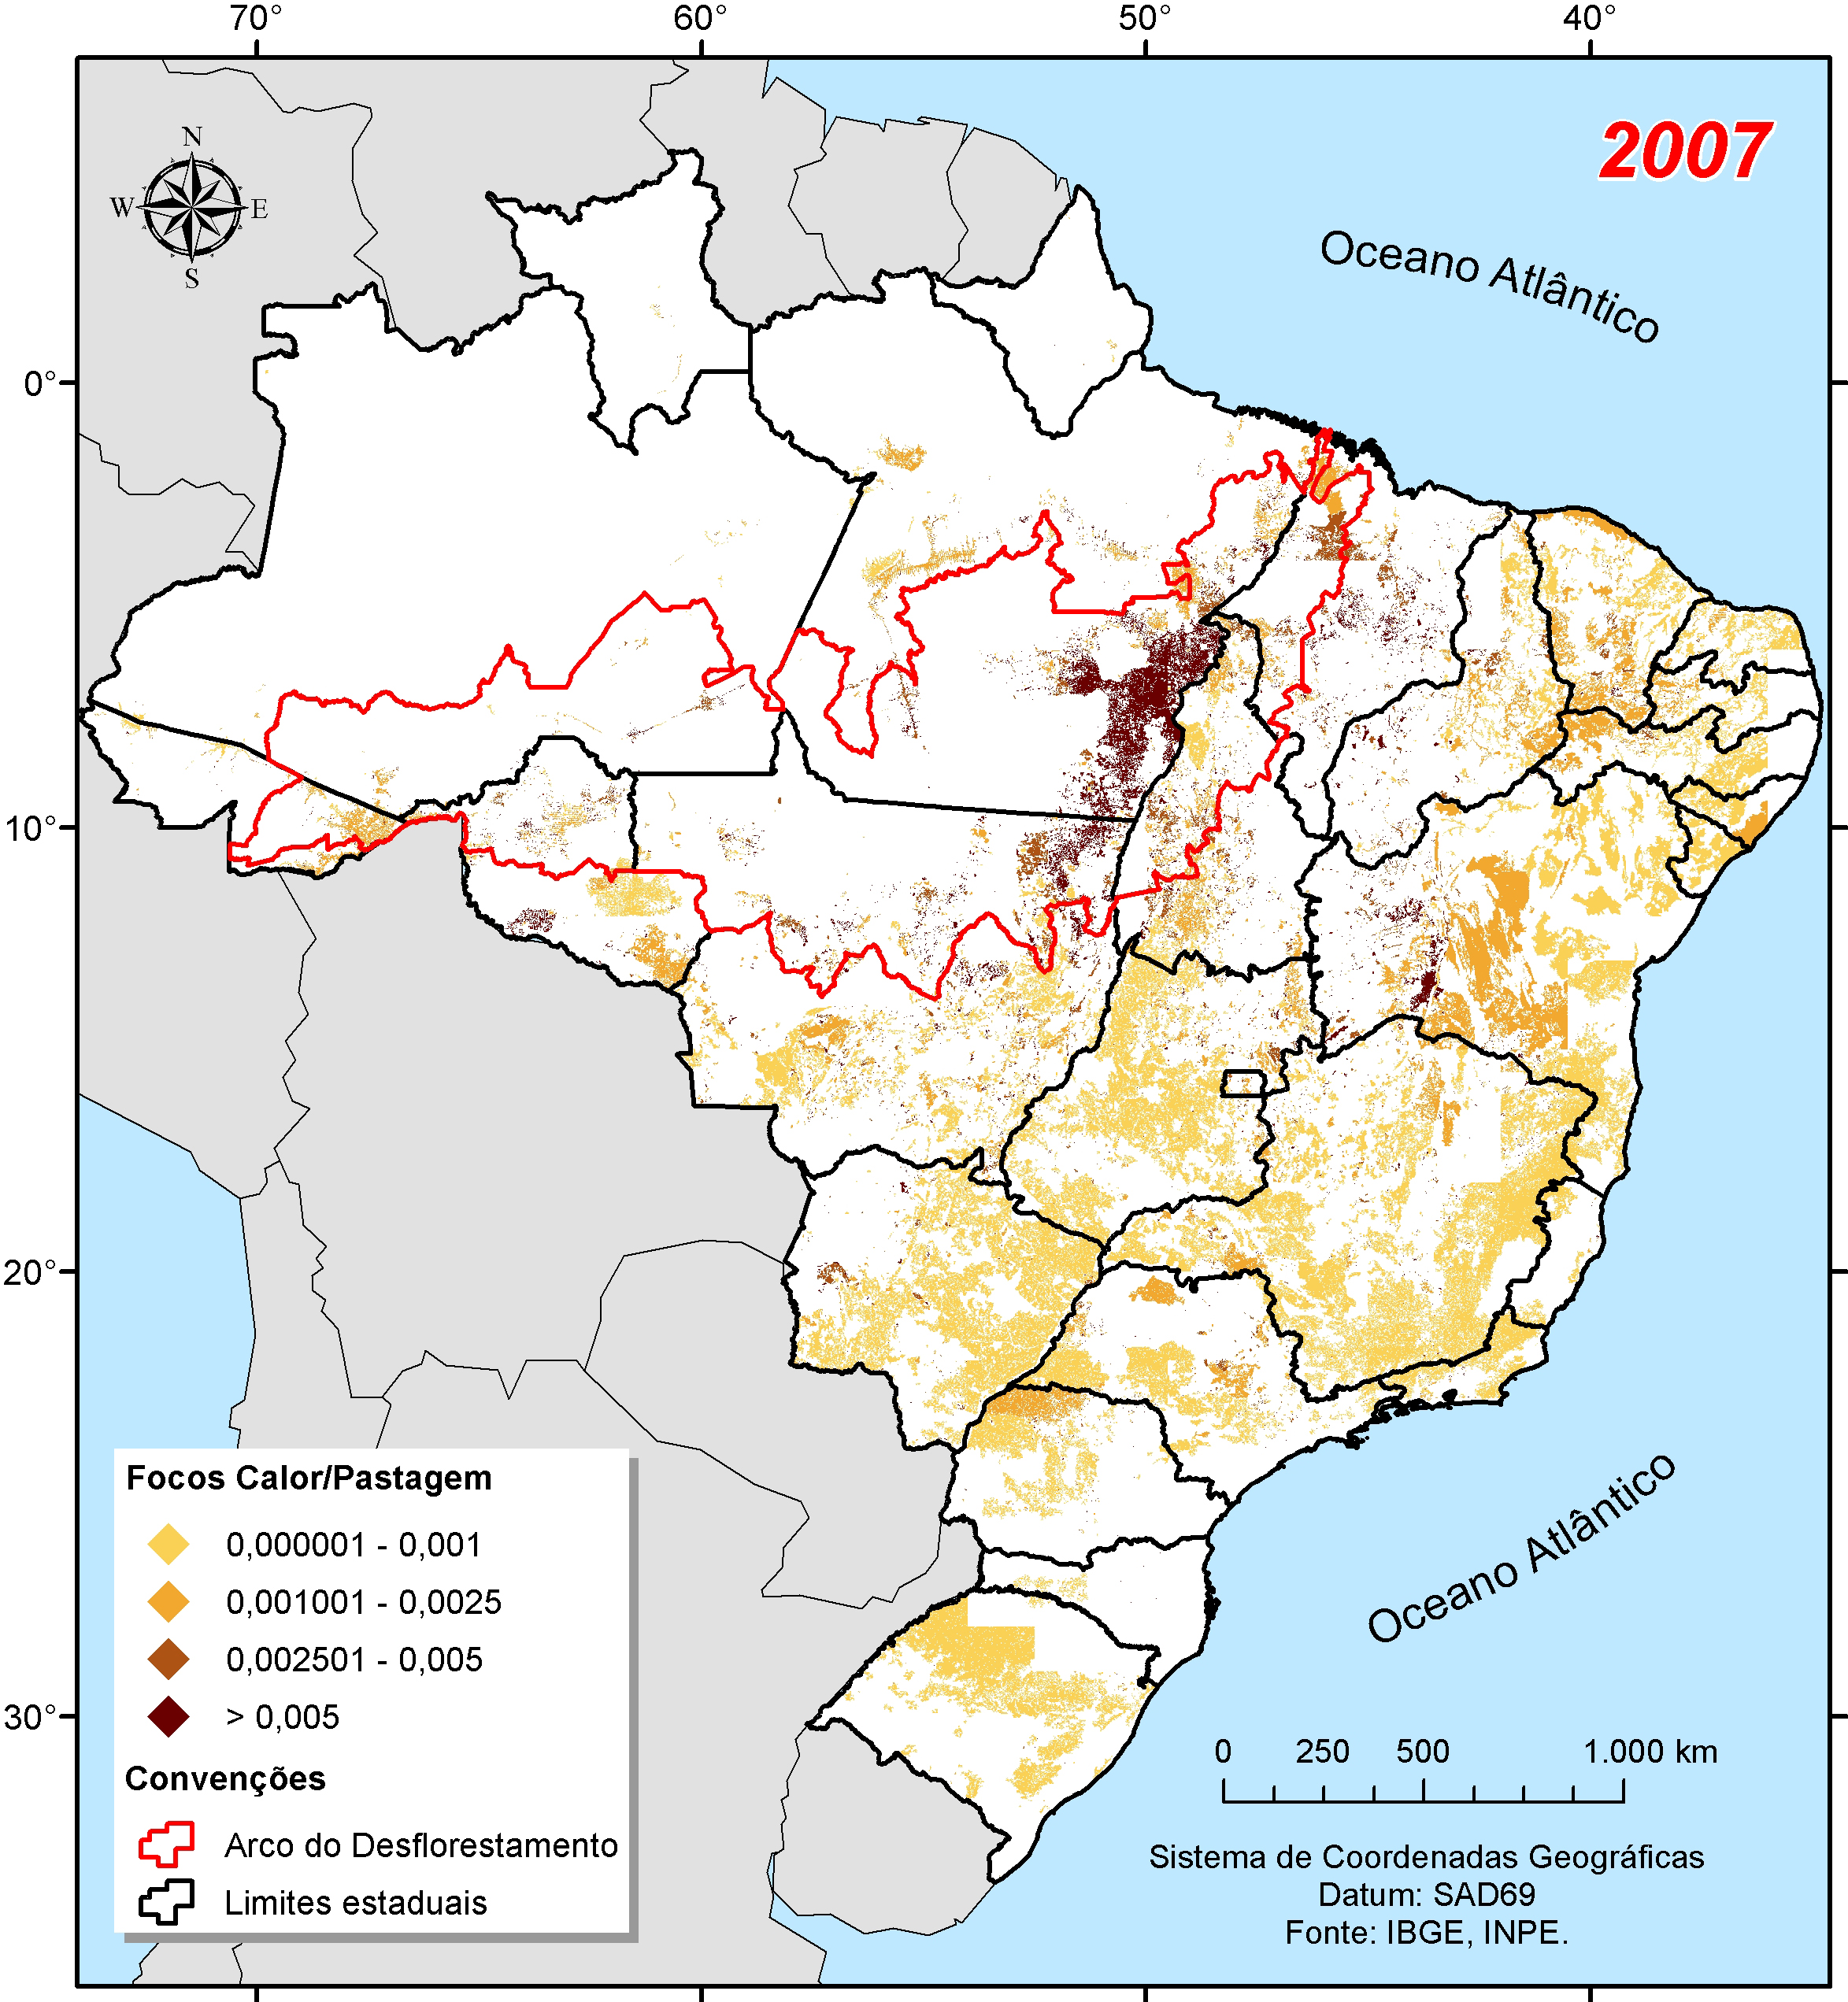 70° 60° 50° 40°
2007
N
W E
S
Oceano Atlântico
0°
10°
20°
30°
Oceano Atlântico
Focos Calor/Pastagem
0,000001 - 0,001
0,001001 - 0,0025
0,002501 - 0,005
> 0,005
Convenções
Arco do Desflorestamento
Limites estaduais
0 250 500 1.000 km
Sistema de Coordenadas Geográficas
Datum: SAD69
Fonte: IBGE, INPE.